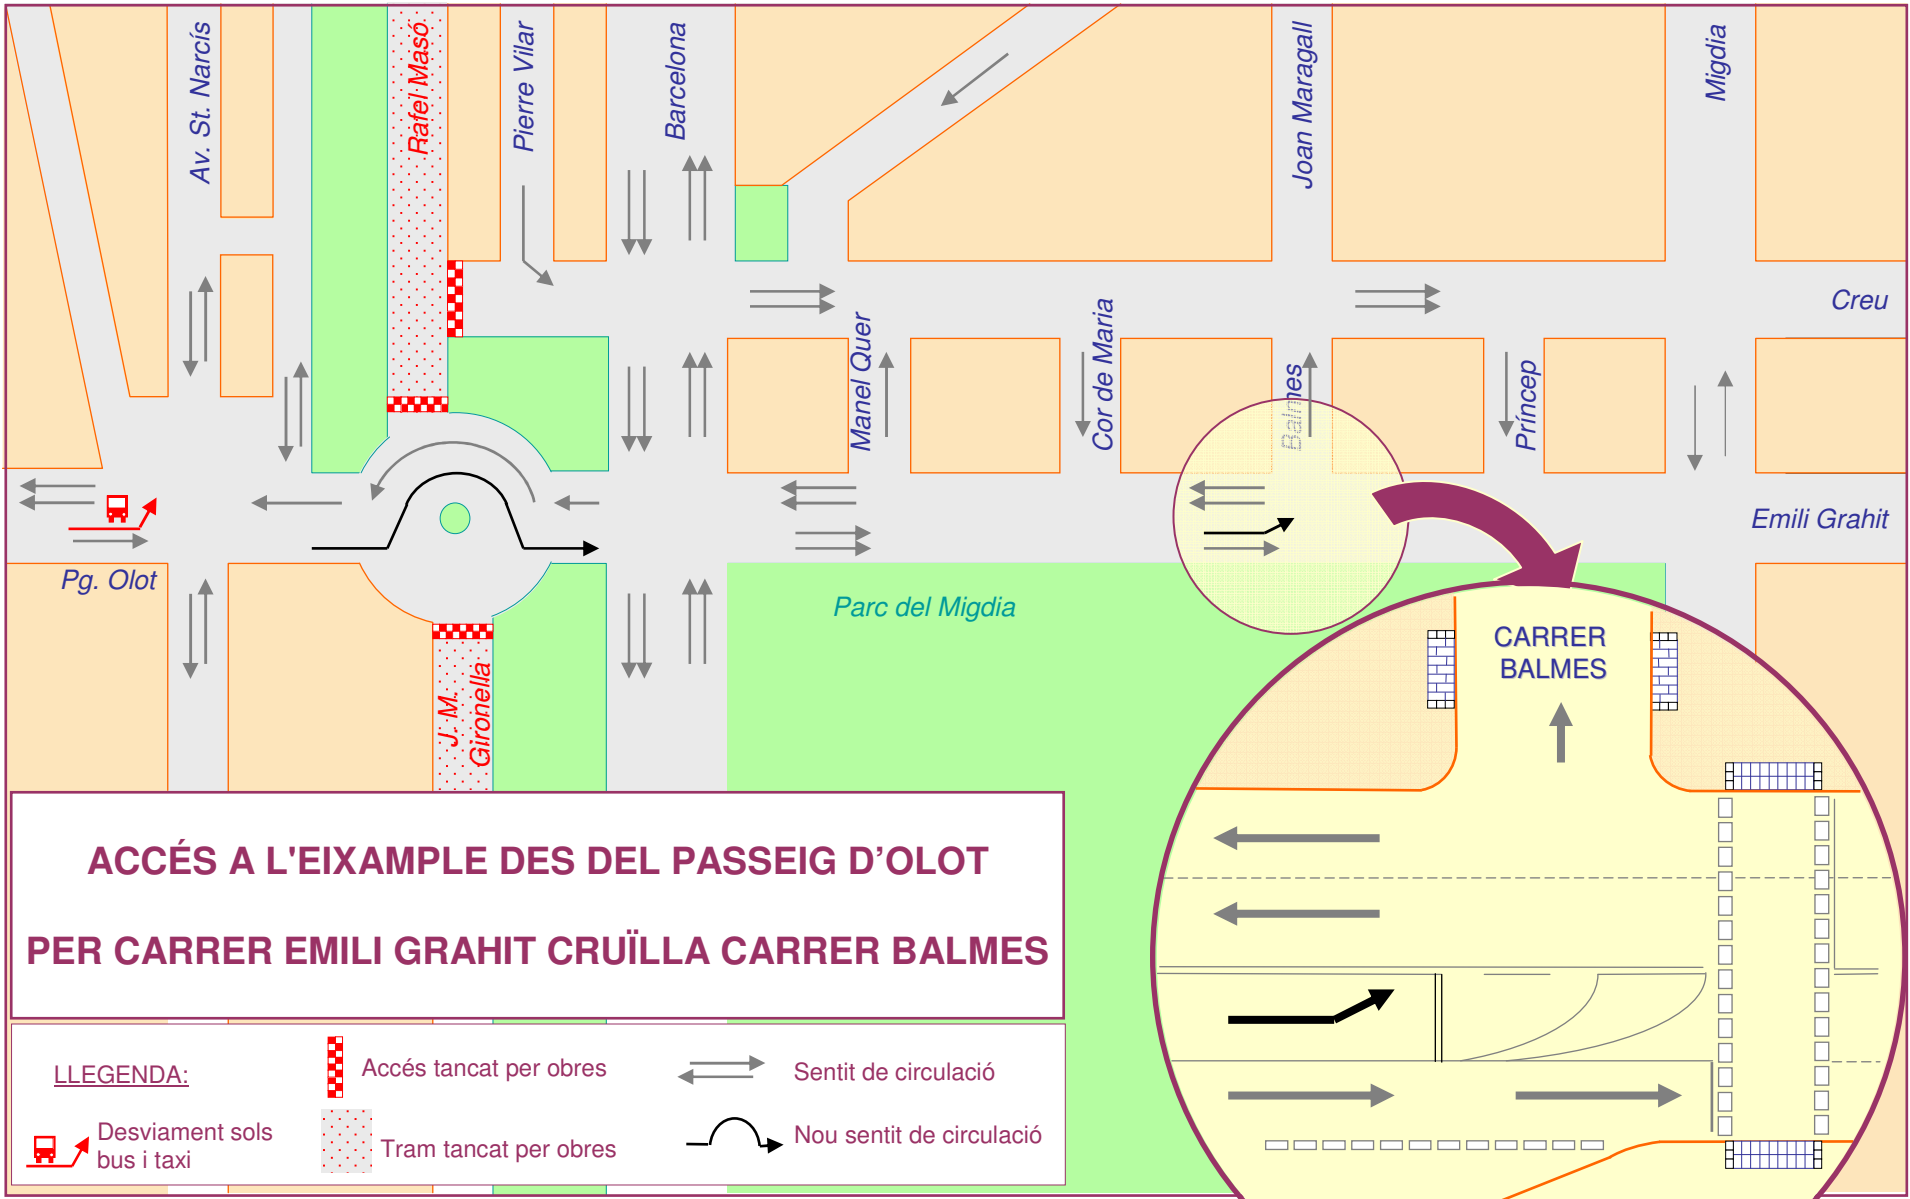 Av. St. Narcís
Rafel Masó
Pierre Vilar
Barcelona
Joan Maragall
Migdia
Creu
Manel Quer
Cor de Maria
Balmes
Príncep
Emili Grahit
Pg. Olot
Parc del Migdia
J. M.
Gironella
CARRER
BALMES
ACCÉS A L'EIXAMPLE DES DEL PASSEIG D'OLOT
PER CARRER EMILI GRAHIT CRUÏLLA CARRER BALMES
LLEGENDA:
Accés tancat per obres
Sentit de circulació
Desviament sols
bus i taxi
Tram tancat per obres
Nou sentit de circulació